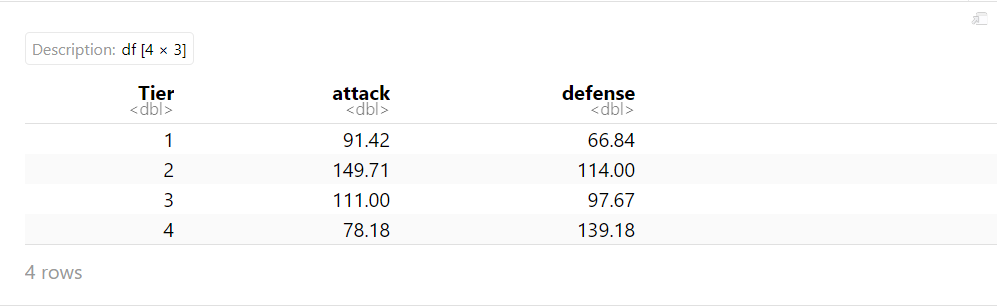 Description: df [4 × 3]
Tier attack defense
<dbl> <dbl> <dbl>
1 91.42 66.84
2 149.71 114.00
3 111.00 97.67
4 78.18 139.18
4 rows